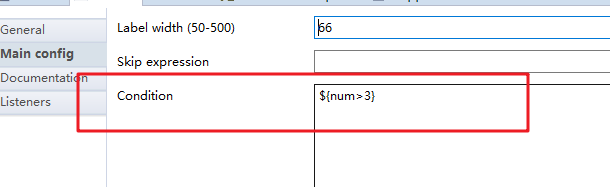 General
Main config
Documentation
Listeners
Label width (50-500)
66
Skip expression
Condition
${num>3}